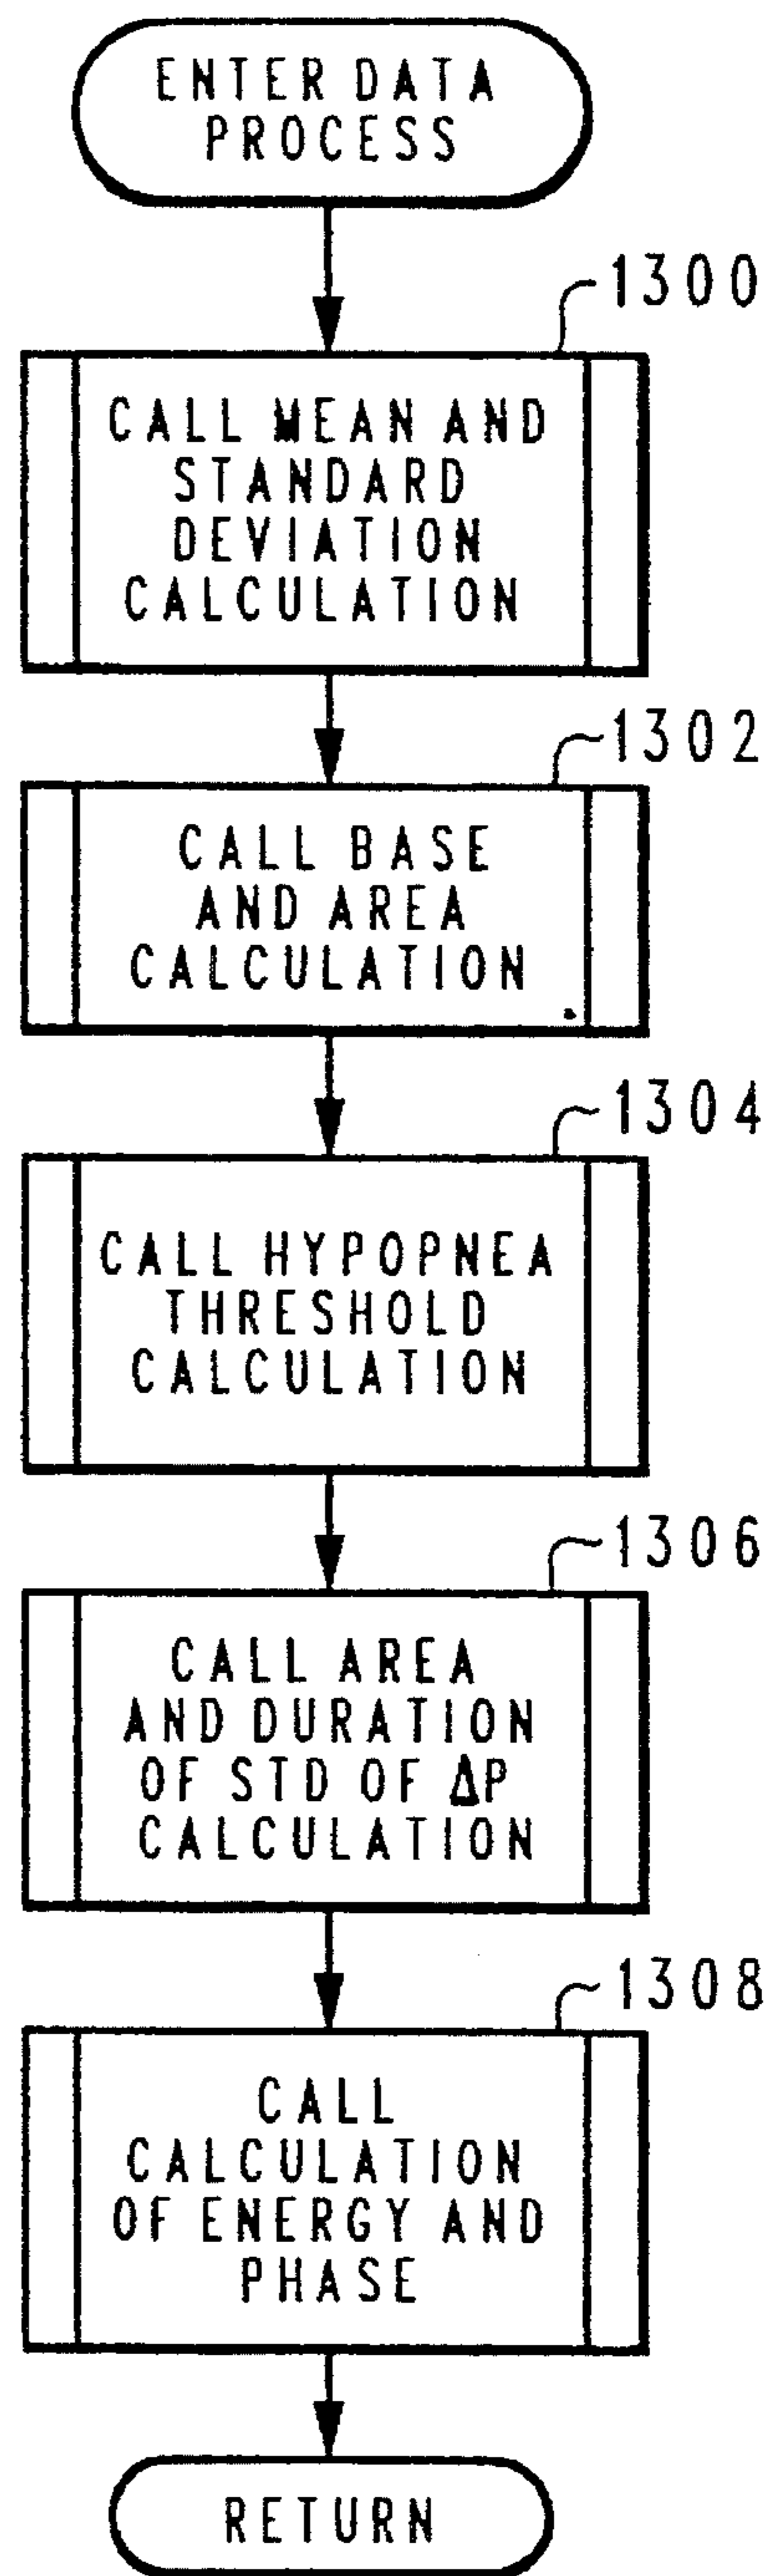 ENTER DATA
PROCESS
1300
CALL MEAN AND
STANDARD
DEVIATION
CALCULATION
1302
CALL BASE
AND AREA
CALCULATION
1304
CALL HYPOPNEA
THRESHOLD
CALCULATION
1306
CALL AREA
AND DURATION
OF STD OF ΔP
CALCULATION
1308
CALL
CALCULATION
OF ENERGY AND
PHASE
RETURN